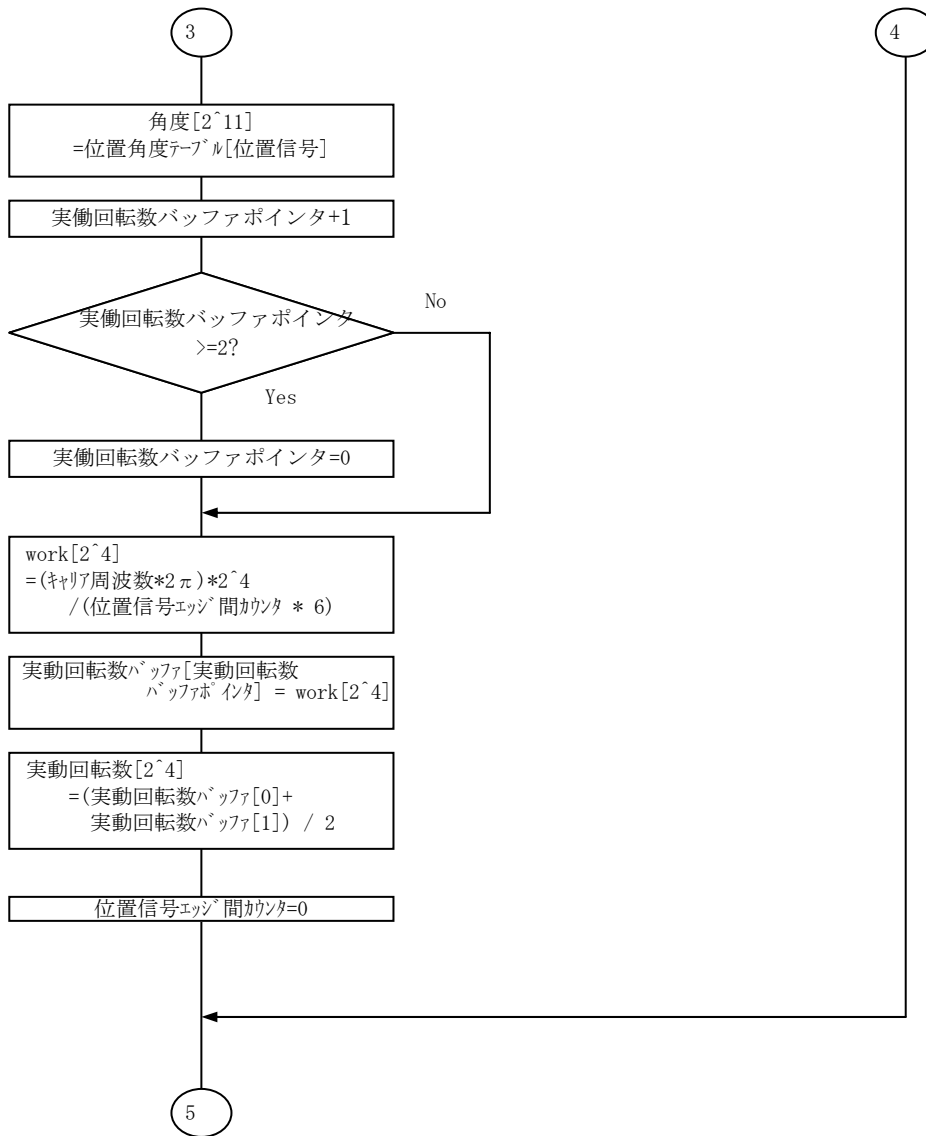 3
4
角度[2^11]
=位置角度ﾃｰﾌﾞﾙ[位置信号]
実働回転数バッファポインタ+1
No
実働回転数バッファポインタ
>=2?
Yes
実働回転数バッファポインタ=0
work[2^4]
=(ｷｬﾘｱ周波数*2π)*2^4
/(位置信号ｴｯｼﾞ間ｶｳﾝﾀ * 6)
実動回転数ﾊﾞｯﾌｧ[実動回転数
ﾊﾞｯﾌｧﾎﾟｲﾝﾀ] = work[2^4]
実動回転数[2^4]
=(実動回転数ﾊﾞｯﾌｧ[0]+
実動回転数ﾊﾞｯﾌｧ[1]) / 2
位置信号ｴｯｼﾞ間ｶｳﾝﾀ=0
5